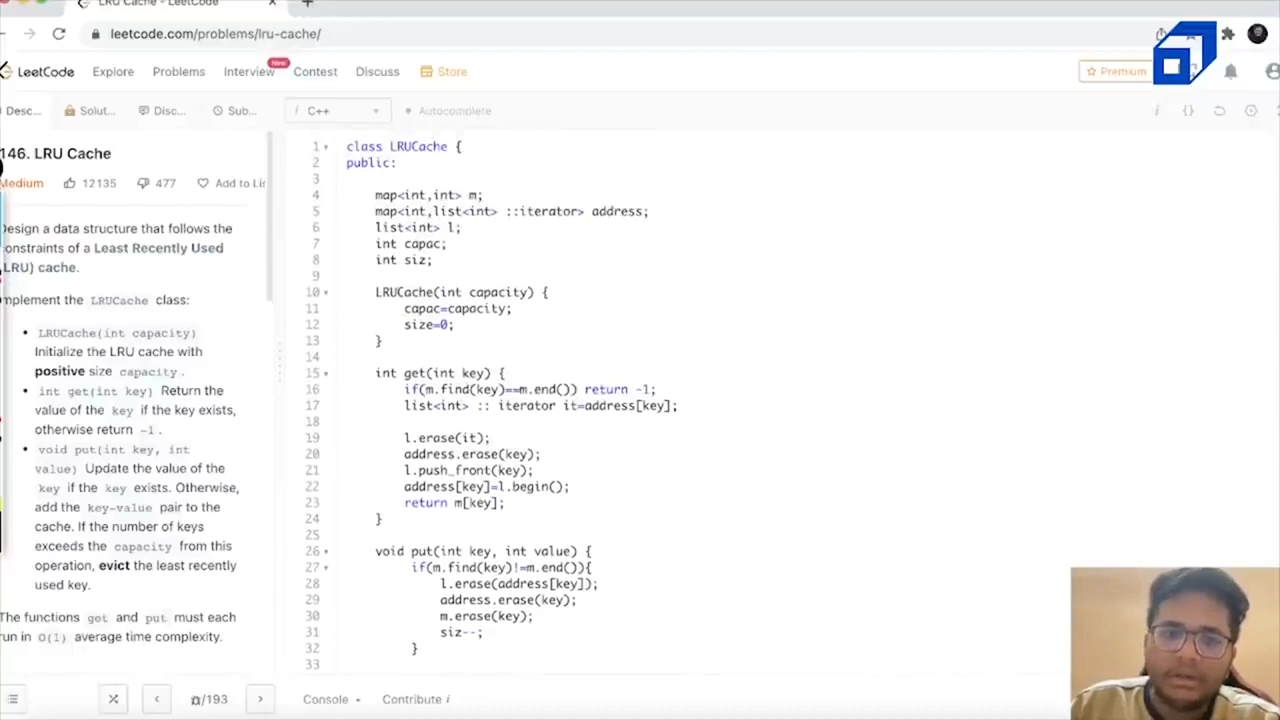 LRU Cache - LeetCode
leetcode.com/problems/lru-cache/
LeetCode Explore Problems Interview New Contest Discuss Store Premium
Desc... Solut... Disc... Sub... i C++ Autocomplete
146. LRU Cache
Medium 12135 477 Add to Lis
Design a data structure that follows the
constraints of a Least Recently Used
(LRU) cache.
Implement the LRUCache class:
LRUCache(int capacity)
Initialize the LRU cache with
positive size capacity.
int get(int key) Return the
value of the key if the key exists,
otherwise return -1.
void put(int key, int
value) Update the value of the
key if the key exists. Otherwise,
add the key-value pair to the
cache. If the number of keys
exceeds the capacity from this
operation, evict the least recently
used key.
The functions get and put must each
run in O(1) average time complexity.
1 class LRUCache {
2 public:
3
4 map<int,int> m;
5 map<int,list<int> ::iterator> address;
6 list<int> l;
7 int capac;
8 int siz;
9
10 LRUCache(int capacity) {
11 capac=capacity;
12 size=0;
13 }
14
15 int get(int key) {
16 if(m.find(key)==m.end()) return -1;
17 list<int> :: iterator it=address[key];
18
19 l.erase(it);
20 address.erase(key);
21 l.push_front(key);
22 address[key]=l.begin();
23 return m[key];
24 }
25
26 void put(int key, int value) {
27 if(m.find(key)!=m.end()){
28 l.erase(address[key]);
29 address.erase(key);
30 m.erase(key);
31 siz--;
32 }
33
/193 Console Contribute i